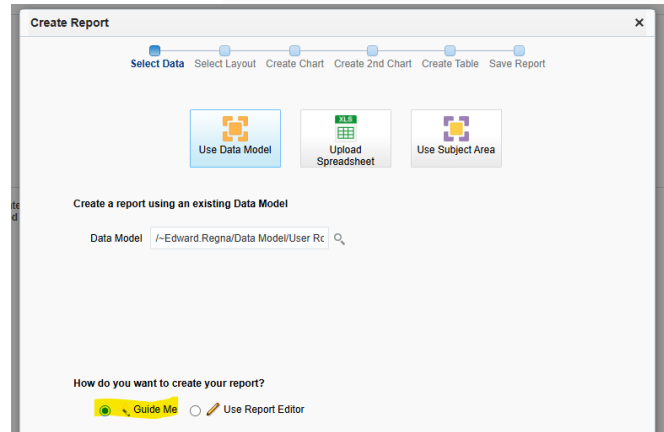 Create Report
Select Data Select Layout Create Chart Create 2nd Chart Create Table Save Report
XLS
Use Data Model Upload Spreadsheet Use Subject Area
Create a report using an existing Data Model
Data Model /~Edward.Regna/Data Model/User Rc
How do you want to create your report?
Guide Me Use Report Editor